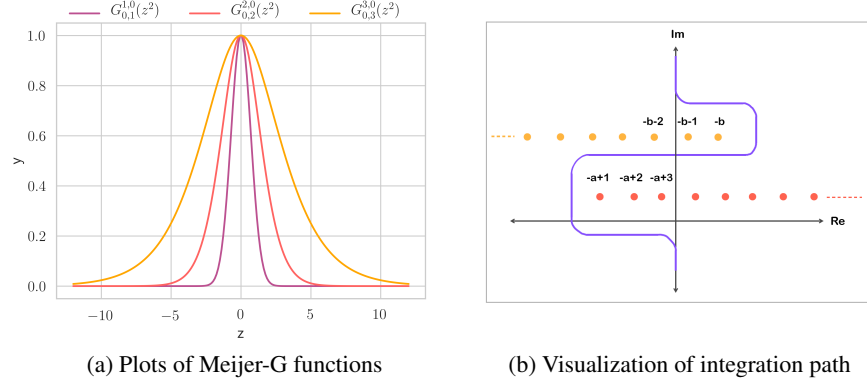 G^{1,0}_{0,1}(z^2) G^{2,0}_{0,2}(z^2) G^{3,0}_{0,3}(z^2)
1.0
0.8
0.6
0.4
0.2
0.0
y
−10 −5 0 5 10
z
(a) Plots of Meijer-G functions
Im
-b-2 -b-1 -b
-a+1 -a+2 -a+3
Re
(b) Visualization of integration path